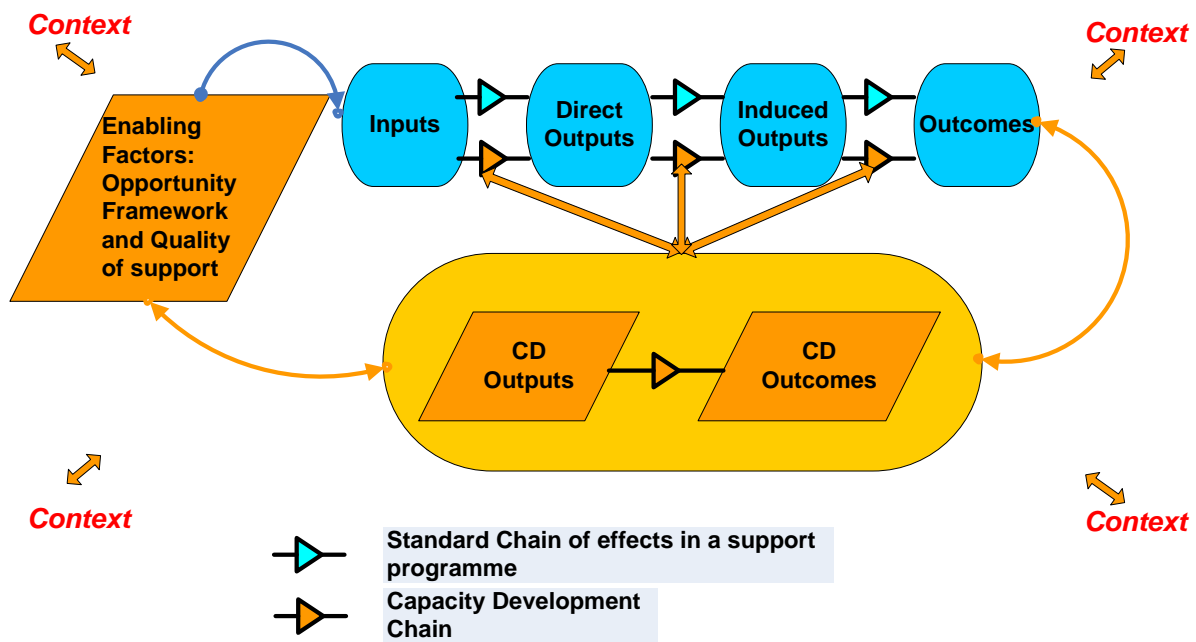 Context
Context
Enabling
Factors:
Opportunity
Framework
and Quality
of support
Inputs
Direct
Outputs
Induced
Outputs
Outcomes
CD
Outputs
CD
Outcomes
Context
Context
Standard Chain of effects in a support
programme
Capacity Development
Chain